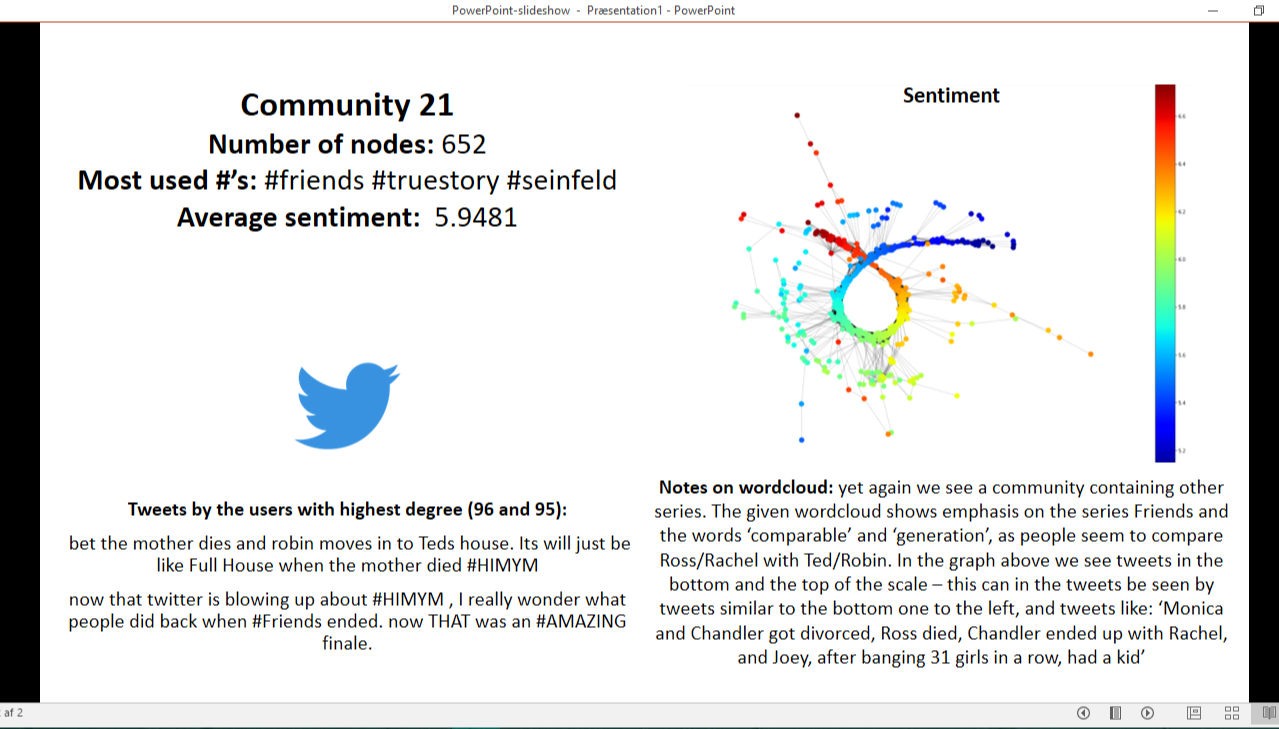 PowerPoint-slideshow - Præsentation1 - PowerPoint
Community 21
Number of nodes: 652
Most used #'s: #friends #truestory #seinfeld
Average sentiment: 5.9481
Tweets by the users with highest degree (96 and 95):
bet the mother dies and robin moves in to Teds house. Its will just be
like Full House when the mother died #HIMYM
now that twitter is blowing up about #HIMYM , I really wonder what
people did back when #Friends ended. now THAT was an #AMAZING
finale.
Sentiment
6.6
6.4
6.2
6.0
5.8
5.6
5.4
5.2
Notes on wordcloud: yet again we see a community containing other
series. The given wordcloud shows emphasis on the series Friends and
the words ‘comparable’ and ‘generation’, as people seem to compare
Ross/Rachel with Ted/Robin. In the graph above we see tweets in the
bottom and the top of the scale – this can in the tweets be seen by
tweets similar to the bottom one to the left, and tweets like: ‘Monica
and Chandler got divorced, Ross died, Chandler ended up with Rachel,
and Joey, after banging 31 girls in a row, had a kid’
af 2